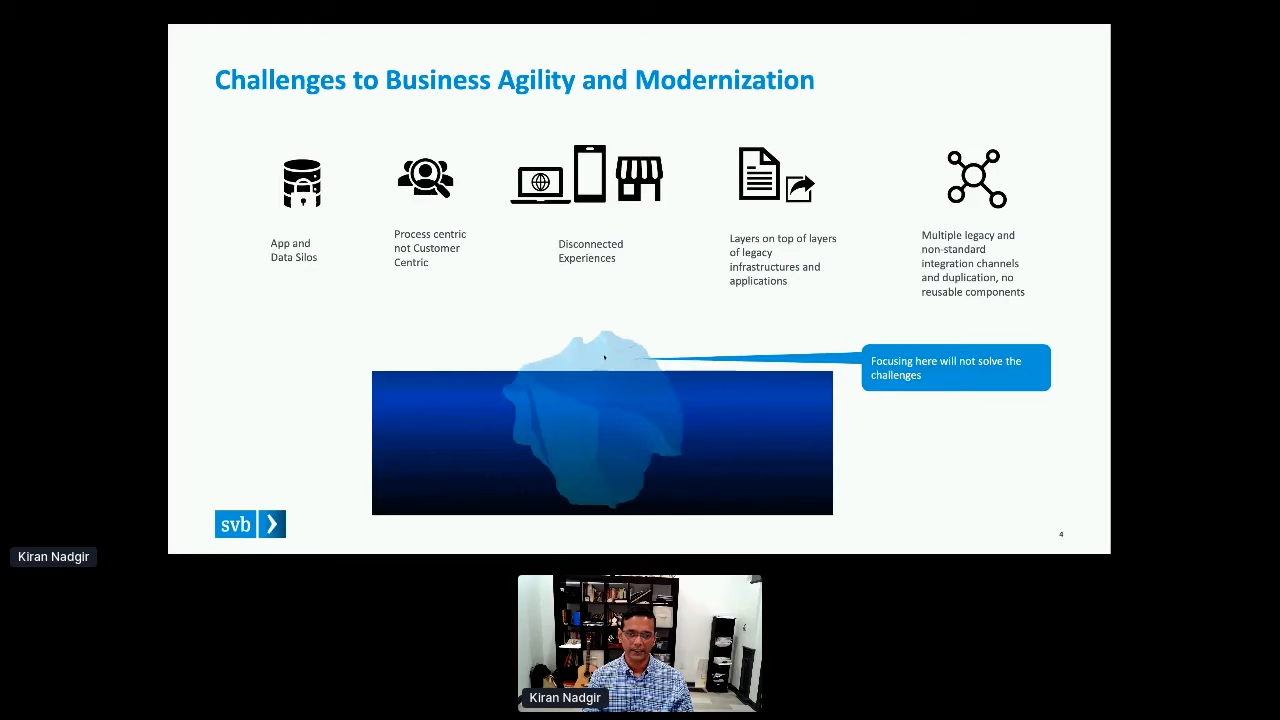 Challenges to Business Agility and Modernization
App and
Data Silos
Process centric
not Customer
Centric
Disconnected
Experiences
Layers on top of layers
of legacy
infrastructures and
applications
Multiple legacy and
non-standard
integration channels
and duplication, no
reusable components
Focusing here will not solve the
challenges
svb
4
Kiran Nadgir
Kiran Nadgir